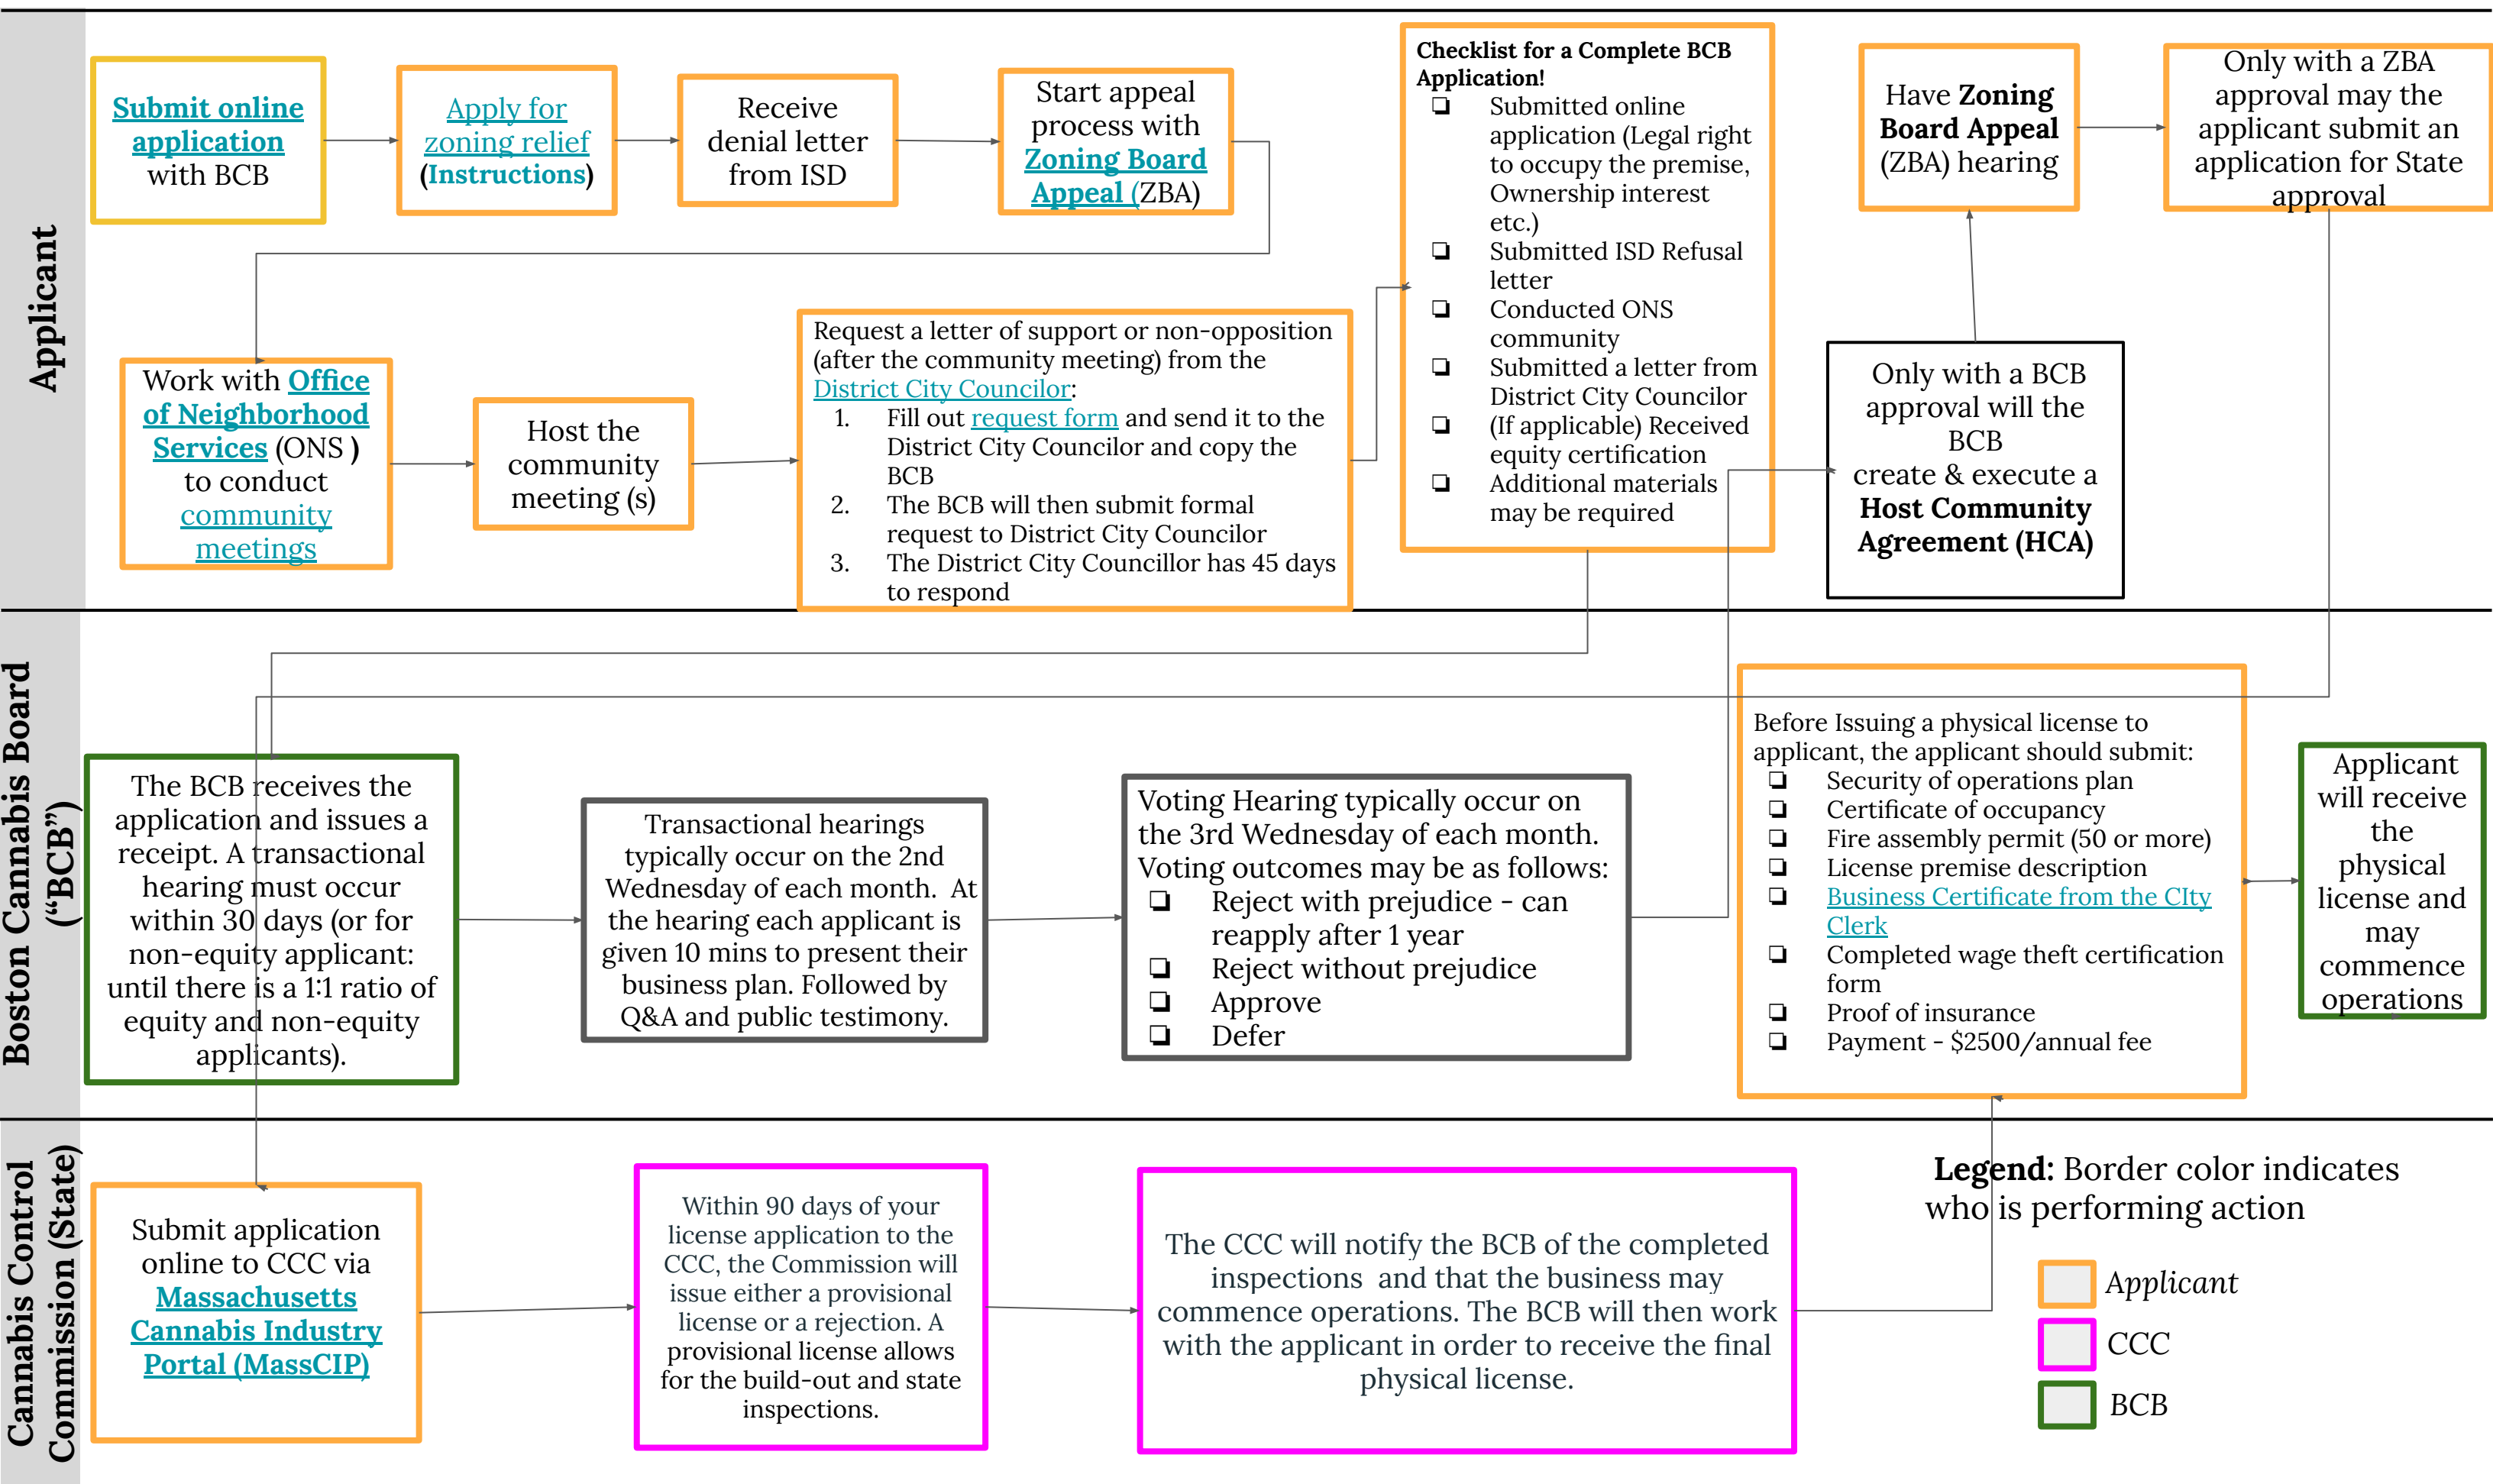 Applicant
Submit online
application
with BCB
Apply for
zoning relief
(Instructions)
Receive
denial letter
from ISD
Start appeal
process with
Zoning Board
Appeal (ZBA)
Work with Office
of Neighborhood
Services (ONS )
to conduct
community
meetings
Host the
community
meeting (s)
Request a letter of support or non-opposition
(after the community meeting) from the
District City Councilor:
1. Fill out request form and send it to the
District City Councilor and copy the
BCB
2. The BCB will then submit formal
request to District City Councilor
3. The District City Councillor has 45 days
to respond
Checklist for a Complete BCB
Application!
❏ Submitted online
application (Legal right
to occupy the premise,
Ownership interest
etc.)
❏ Submitted ISD Refusal
letter
❏ Conducted ONS
community
❏ Submitted a letter from
District City Councilor
❏ (If applicable) Received
equity certification
❏ Additional materials
may be required
Only with a BCB
approval will the
BCB
create & execute a
Host Community
Agreement (HCA)
Have Zoning
Board Appeal
(ZBA) hearing
Only with a ZBA
approval may the
applicant submit an
application for State
approval
Boston Cannabis Board
(“BCB”)
The BCB receives the
application and issues a
receipt. A transactional
hearing must occur
within 30 days (or for
non-equity applicant:
until there is a 1:1 ratio of
equity and non-equity
applicants).
Transactional hearings
typically occur on the 2nd
Wednesday of each month. At
the hearing each applicant is
given 10 mins to present their
business plan. Followed by
Q&A and public testimony.
Voting Hearing typically occur on
the 3rd Wednesday of each month.
Voting outcomes may be as follows:
❏ Reject with prejudice - can
reapply after 1 year
❏ Reject without prejudice
❏ Approve
❏ Defer
Before Issuing a physical license to
applicant, the applicant should submit:
❏ Security of operations plan
❏ Certificate of occupancy
❏ Fire assembly permit (50 or more)
❏ License premise description
❏ Business Certificate from the CIty
Clerk
❏ Completed wage theft certification
form
❏ Proof of insurance
❏ Payment - $2500/annual fee
Applicant
will receive
the
physical
license and
may
commence
operations
Cannabis Control
Commission (State)
Submit application
online to CCC via
Massachusetts
Cannabis Industry
Portal (MassCIP)
Within 90 days of your
license application to the
CCC, the Commission will
issue either a provisional
license or a rejection. A
provisional license allows
for the build-out and state
inspections.
The CCC will notify the BCB of the completed
inspections and that the business may
commence operations. The BCB will then work
with the applicant in order to receive the final
physical license.
Legend: Border color indicates
who is performing action
Applicant
CCC
BCB